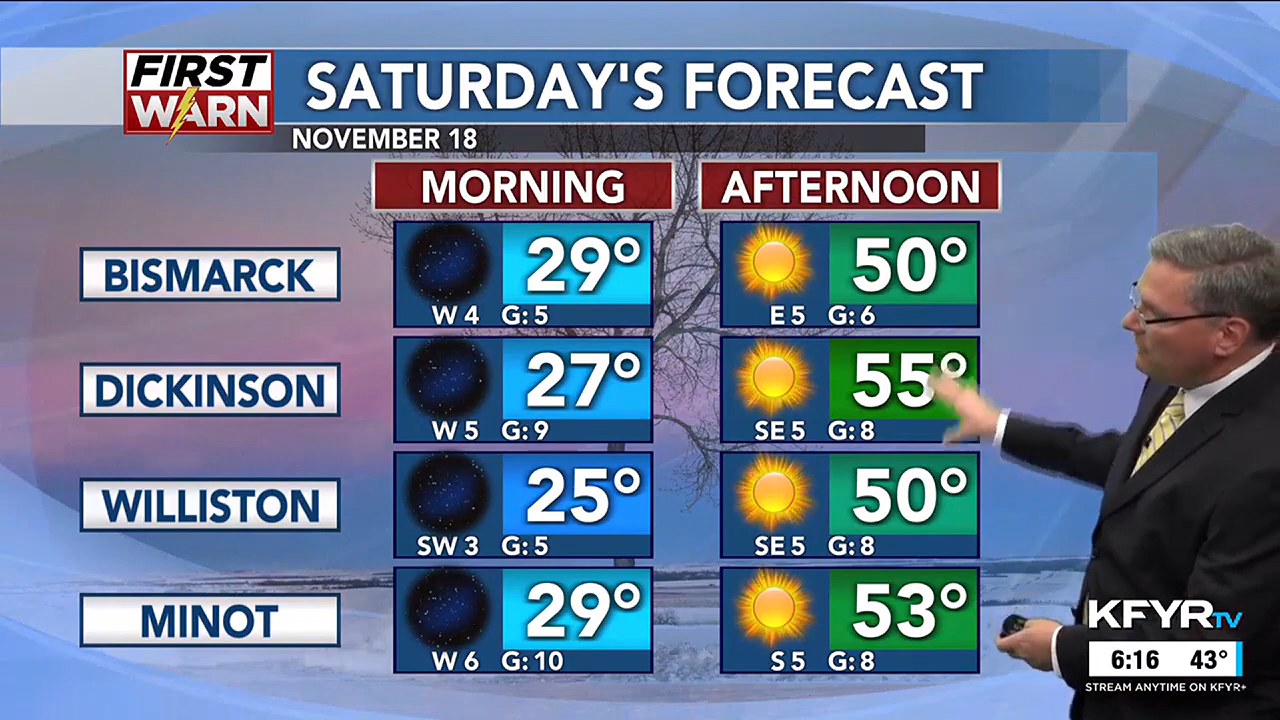 FIRST
WARN
SATURDAY'S FORECAST
NOVEMBER 18
MORNING
AFTERNOON
BISMARCK
29°
W 4 G: 5
50°
E 5 G: 6
DICKINSON
27°
W 5 G: 9
55°
SE 5 G: 8
WILLISTON
25°
SW 3 G: 5
50°
SE 5 G: 8
MINOT
29°
W 6 G: 10
53°
S 5 G: 8
KFYR TV
6:16 43°
STREAM ANYTIME ON KFYR+